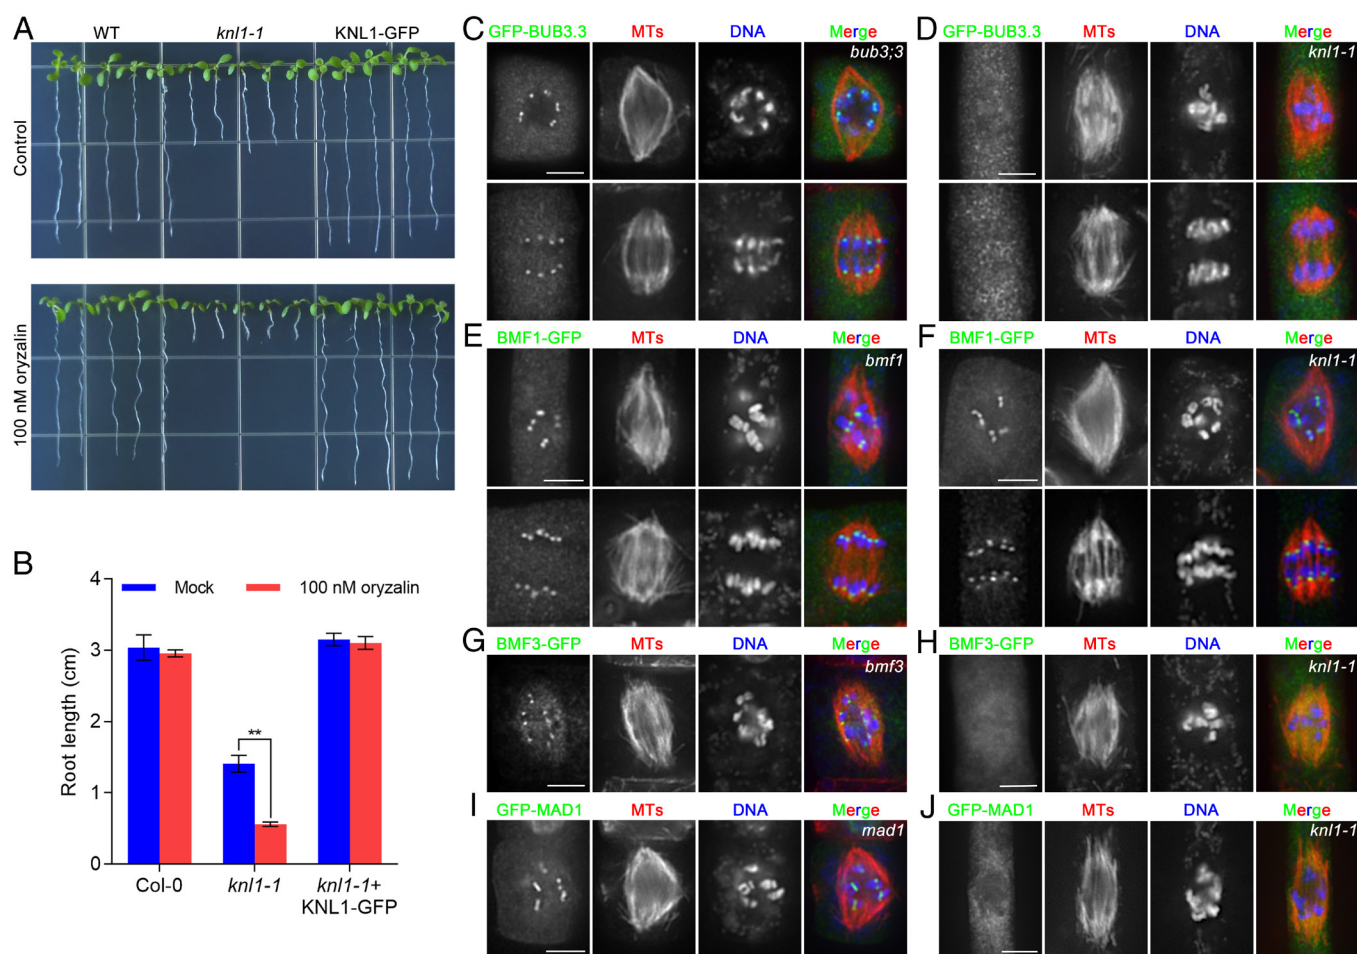 A
WT knl1-1 KNL1-GFP
Control
100 nM oryzalin
B
Mock 100 nM oryzalin
Root length (cm)
4
3
2
1
0
**
Col-0 knl1-1 knl1-1+
KNL1-GFP
C
GFP-BUB3.3 MTs DNA Merge
bub3;3
D
GFP-BUB3.3 MTs DNA Merge
knl1-1
E
BMF1-GFP MTs DNA Merge
bmf1
F
BMF1-GFP MTs DNA Merge
knl1-1
G
BMF3-GFP MTs DNA Merge
bmf3
H
BMF3-GFP MTs DNA Merge
knl1-1
I
GFP-MAD1 MTs DNA Merge
mad1
J
GFP-MAD1 MTs DNA Merge
knl1-1